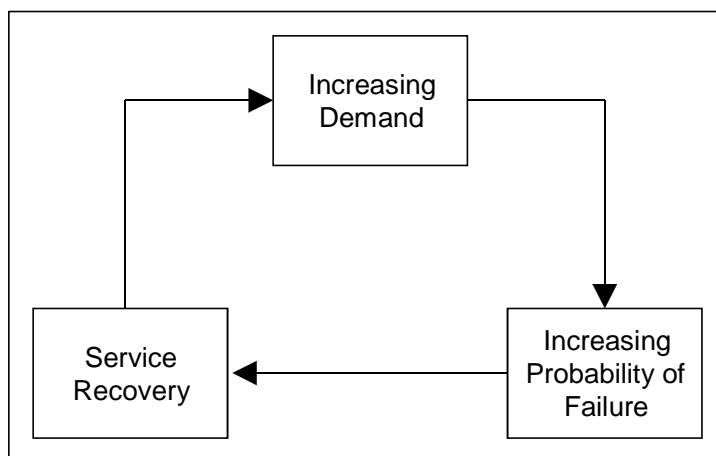 Increasing
Demand
Service
Recovery
Increasing
Probability of
Failure